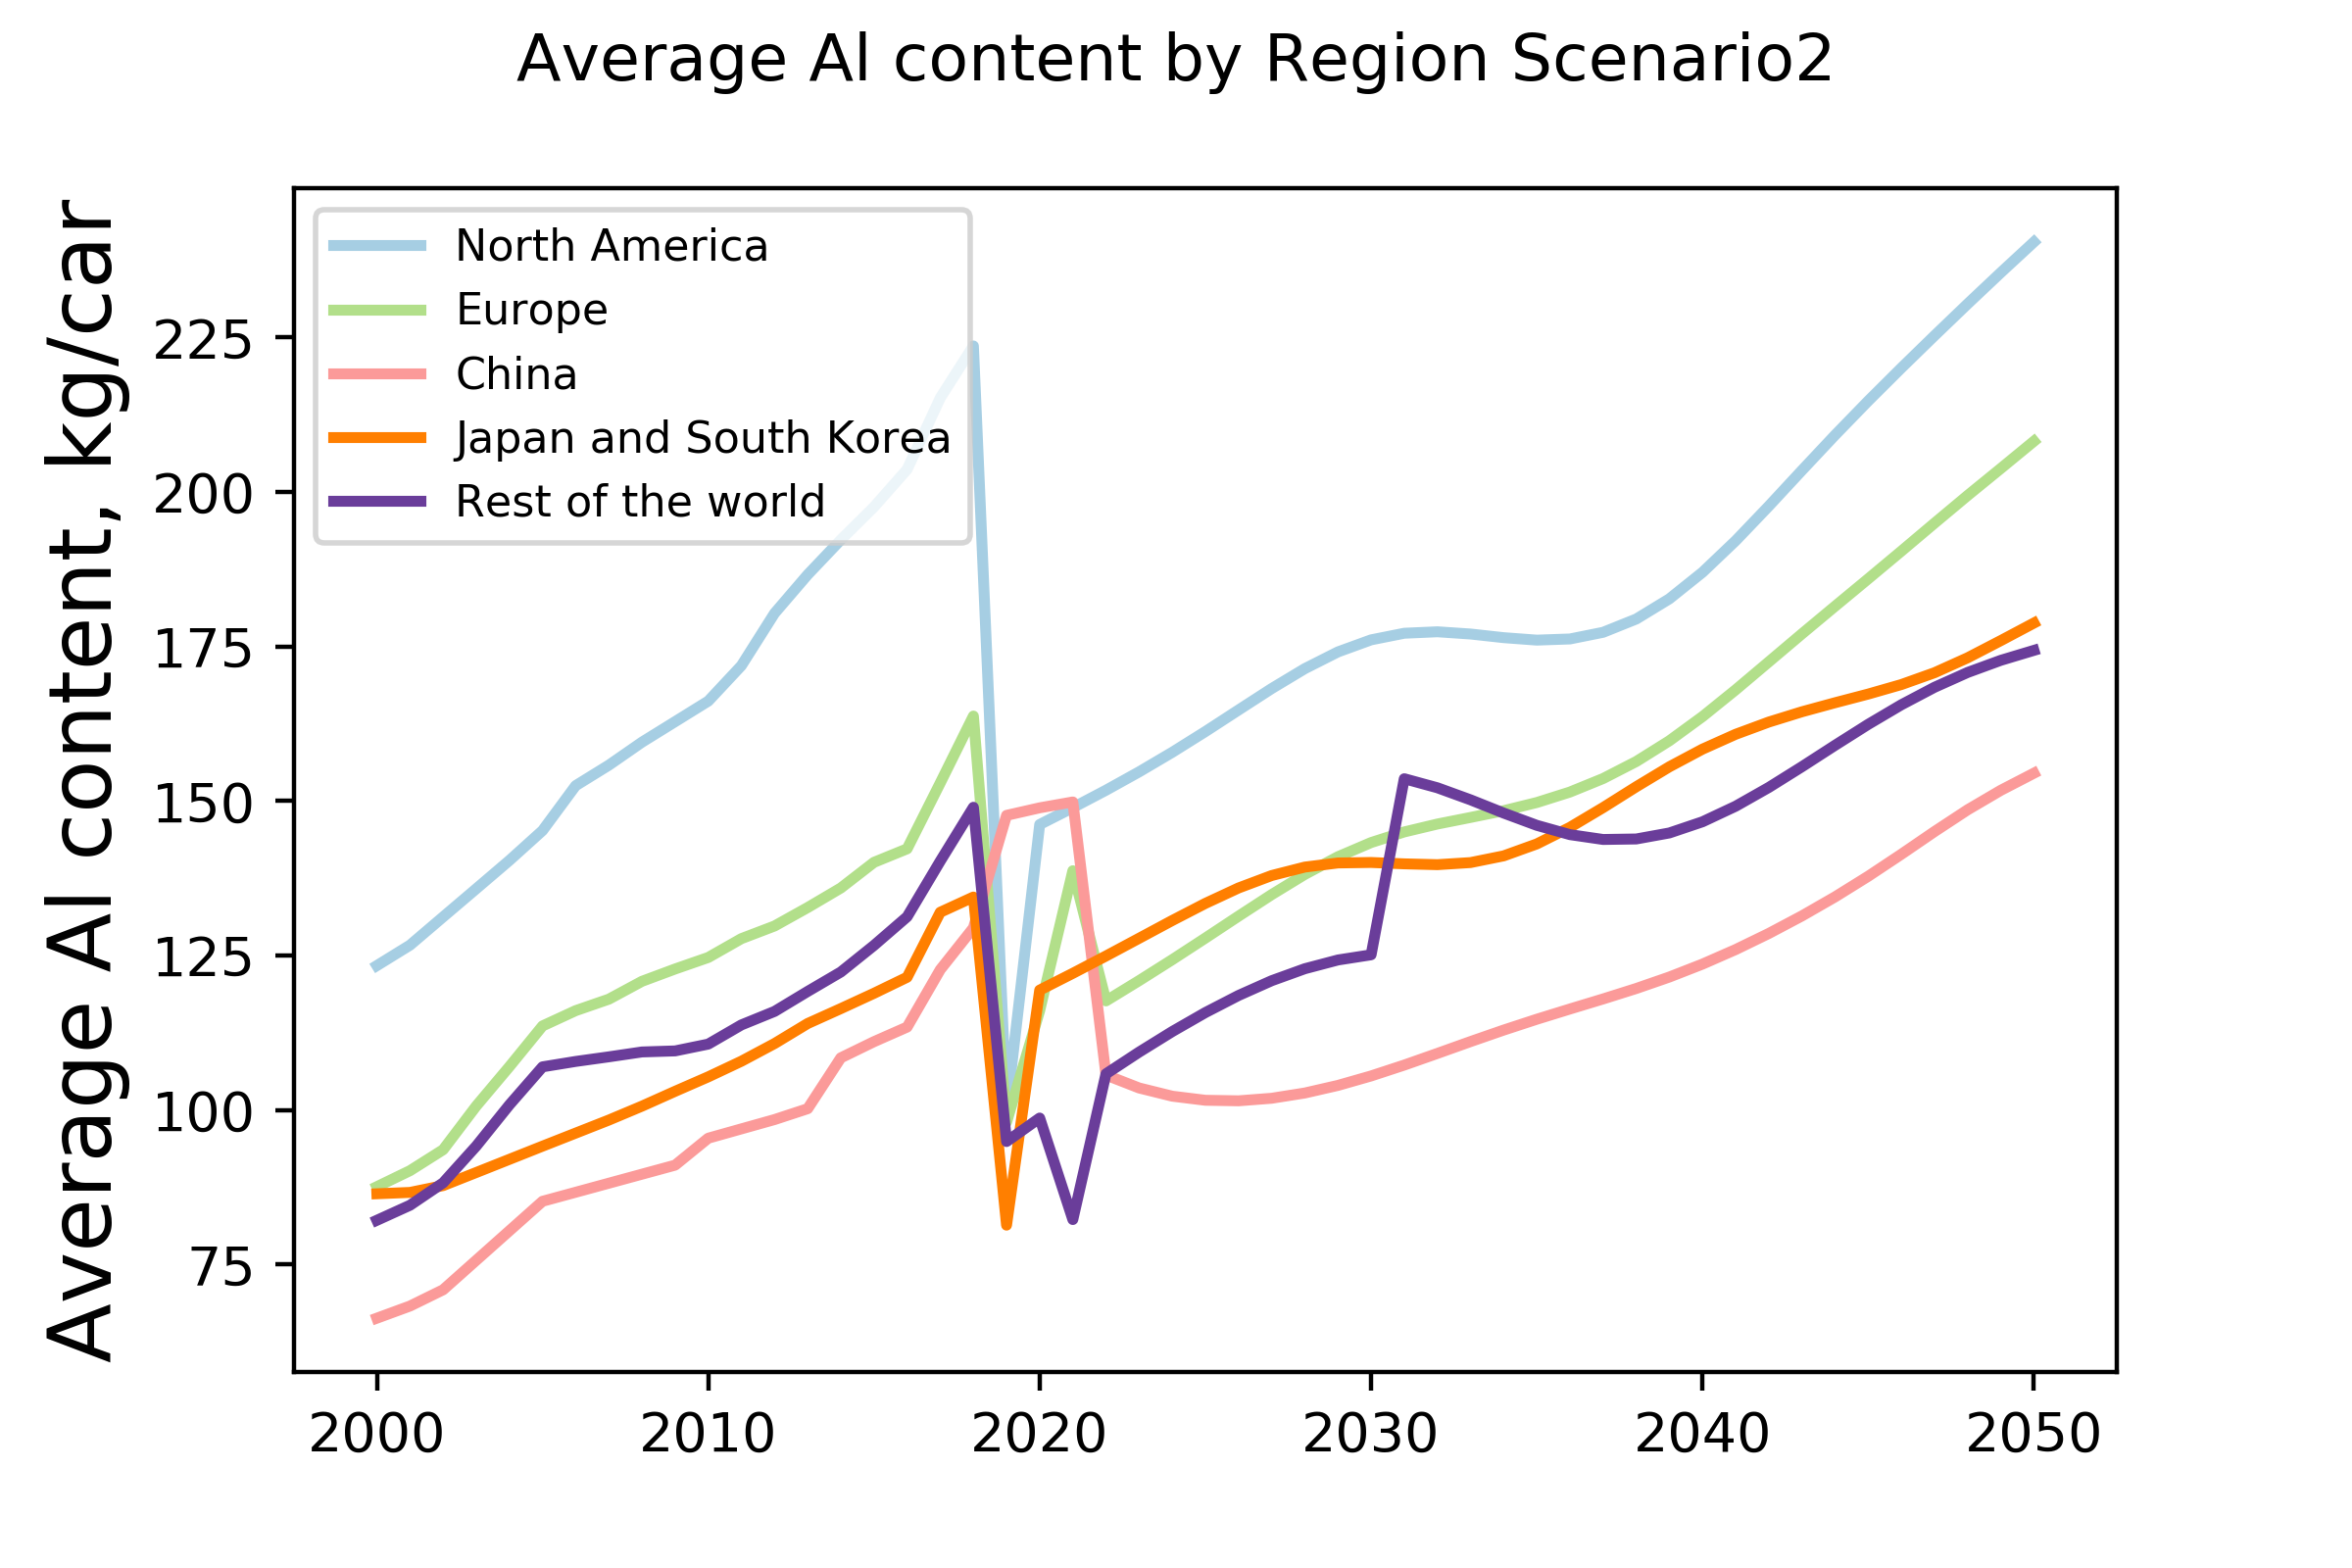 Average Al content by Region Scenario2
Average Al content, kg/car
North America
Europe
China
Japan and South Korea
Rest of the world
225
200
175
150
125
100
75
2000 2010 2020 2030 2040 2050